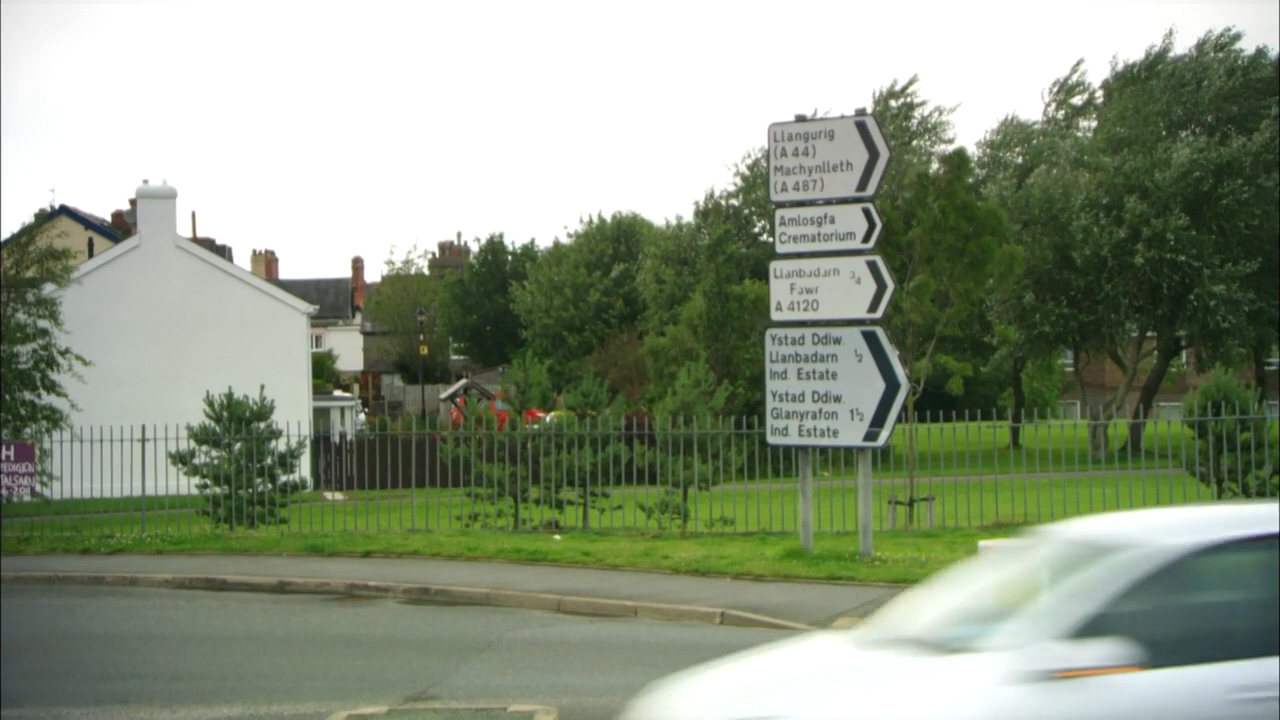 Llangurig
(A 44)
Machynlleth
(A 487)
Amlosgfa
Crematorium
Llanbadarn ¾
Fawr
A 4120
Ystad Ddiw.
Llanbadarn ½
Ind. Estate
Ystad Ddiw.
Glanyrafon 1½
Ind. Estate
H